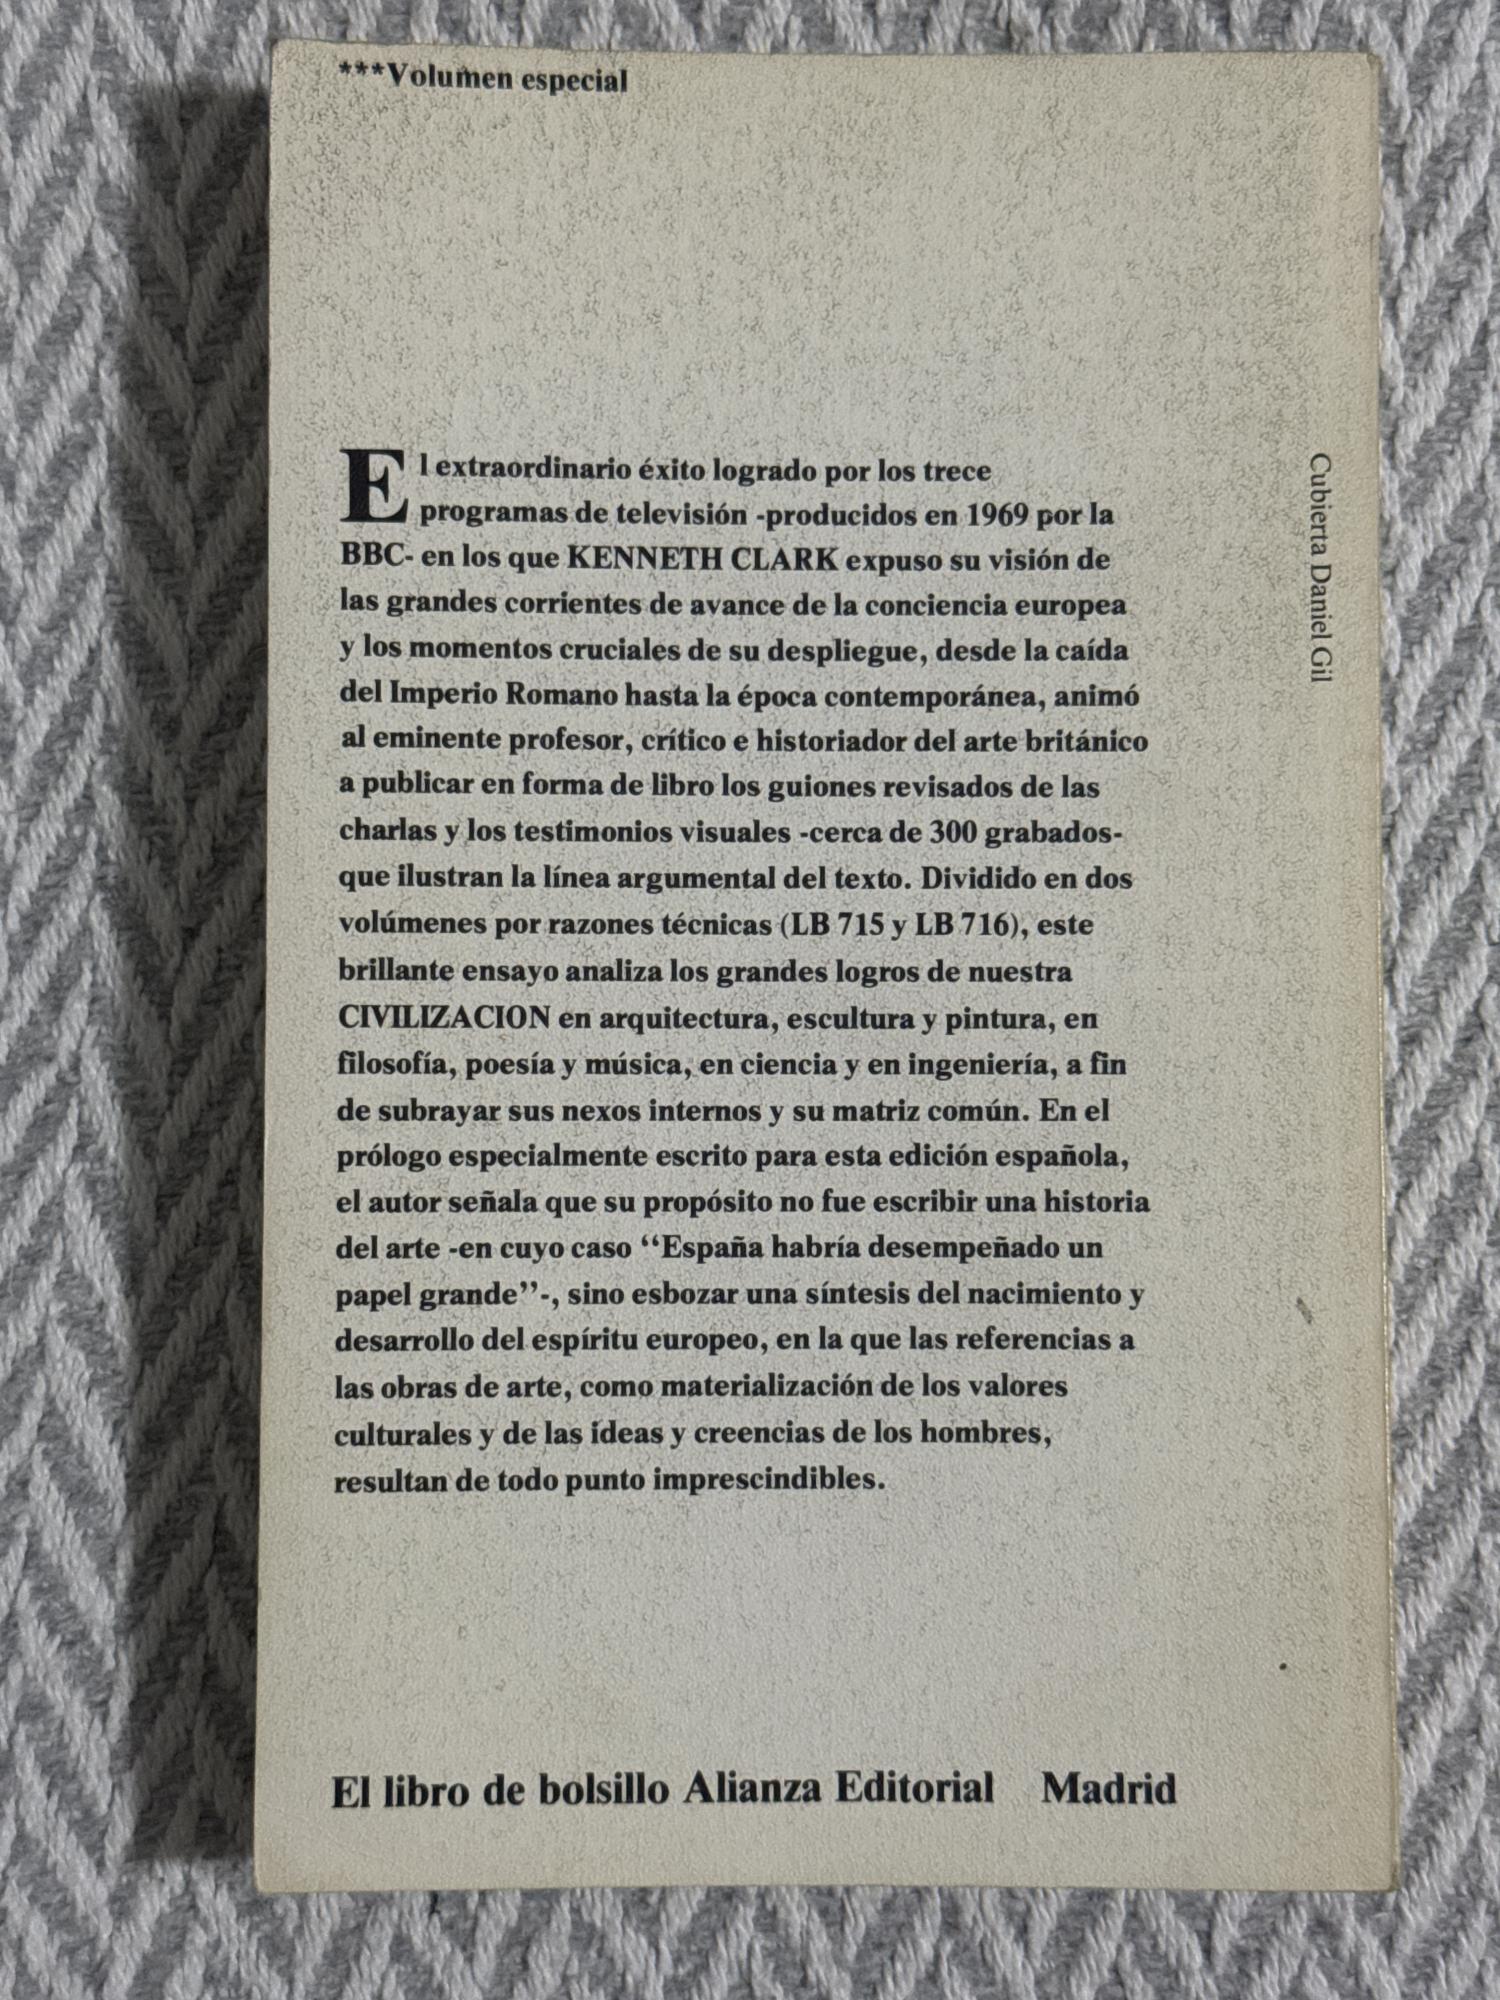 ***Volumen especial
El extraordinario éxito logrado por los trece
programas de televisión -producidos en 1969 por la
BBC- en los que KENNETH CLARK expuso su visión de
las grandes corrientes de avance de la conciencia europea
y los momentos cruciales de su despliegue, desde la caída
del Imperio Romano hasta la época contemporánea, animó
al eminente profesor, crítico e historiador del arte británico
a publicar en forma de libro los guiones revisados de las
charlas y los testimonios visuales -cerca de 300 grabados-
que ilustran la línea argumental del texto. Dividido en dos
volúmenes por razones técnicas (LB 715 y LB 716), este
brillante ensayo analiza los grandes logros de nuestra
CIVILIZACION en arquitectura, escultura y pintura, en
filosofía, poesía y música, en ciencia y en ingeniería, a fin
de subrayar sus nexos internos y su matriz común. En el
prólogo especialmente escrito para esta edición española,
el autor señala que su propósito no fue escribir una historia
del arte -en cuyo caso “España habría desempeñado un
papel grande”-, sino esbozar una síntesis del nacimiento y
desarrollo del espíritu europeo, en la que las referencias a
las obras de arte, como materialización de los valores
culturales y de las ideas y creencias de los hombres,
resultan de todo punto imprescindibles.
Cubierta Daniel Gil
El libro de bolsillo Alianza Editorial Madrid